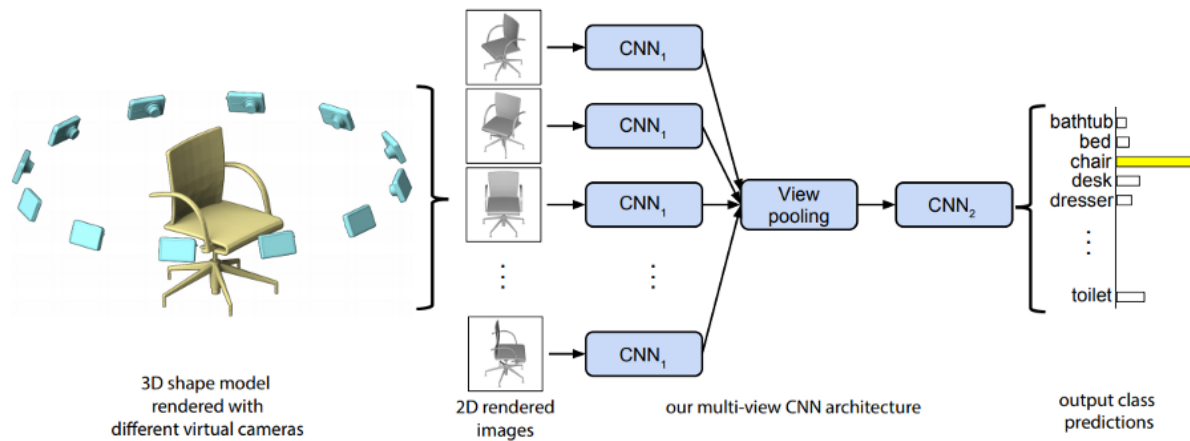 CNN₁
CNN₁
CNN₁
CNN₁
View
pooling
CNN₂
bathtub
bed
chair
desk
dresser
toilet
3D shape model
rendered with
different virtual cameras
2D rendered
images
our multi-view CNN architecture
output class
predictions